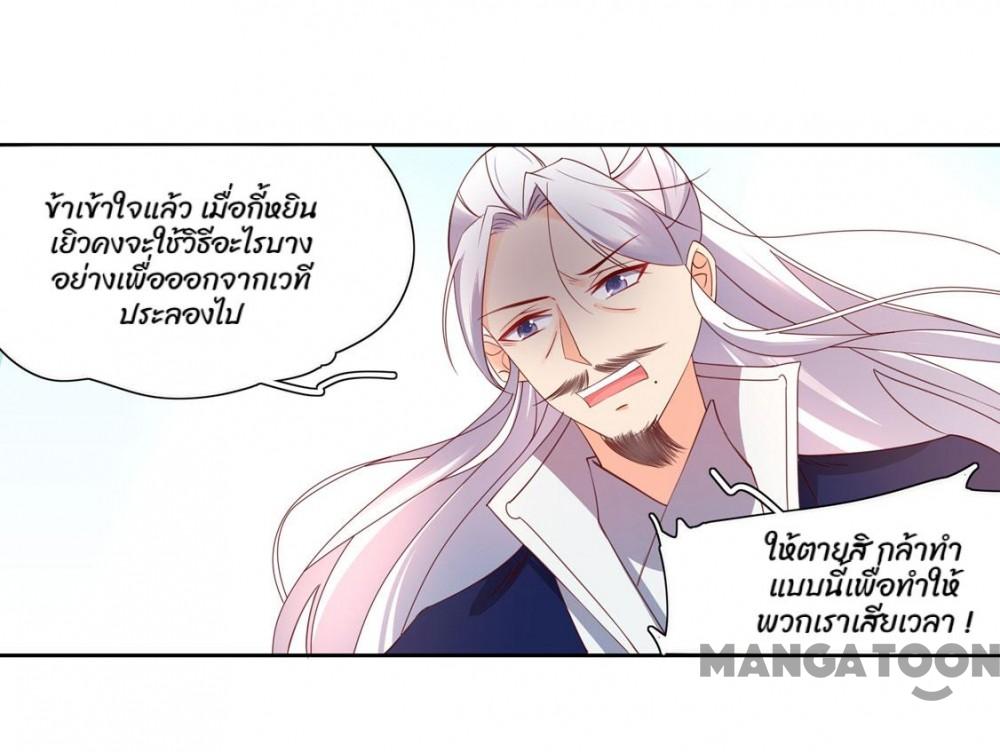 ข้าเข้าใจแล้ว เมื่อกี้หยิน
เยิวคงจะใช้วิธีอะไรบาง
อย่างเพื่อออกจากเวที
ประลองไป
ให้ตายสิ กล้าทำ
แบบนี้เพื่อทำให้
พวกเราเสียเวลา !
MANGATOON